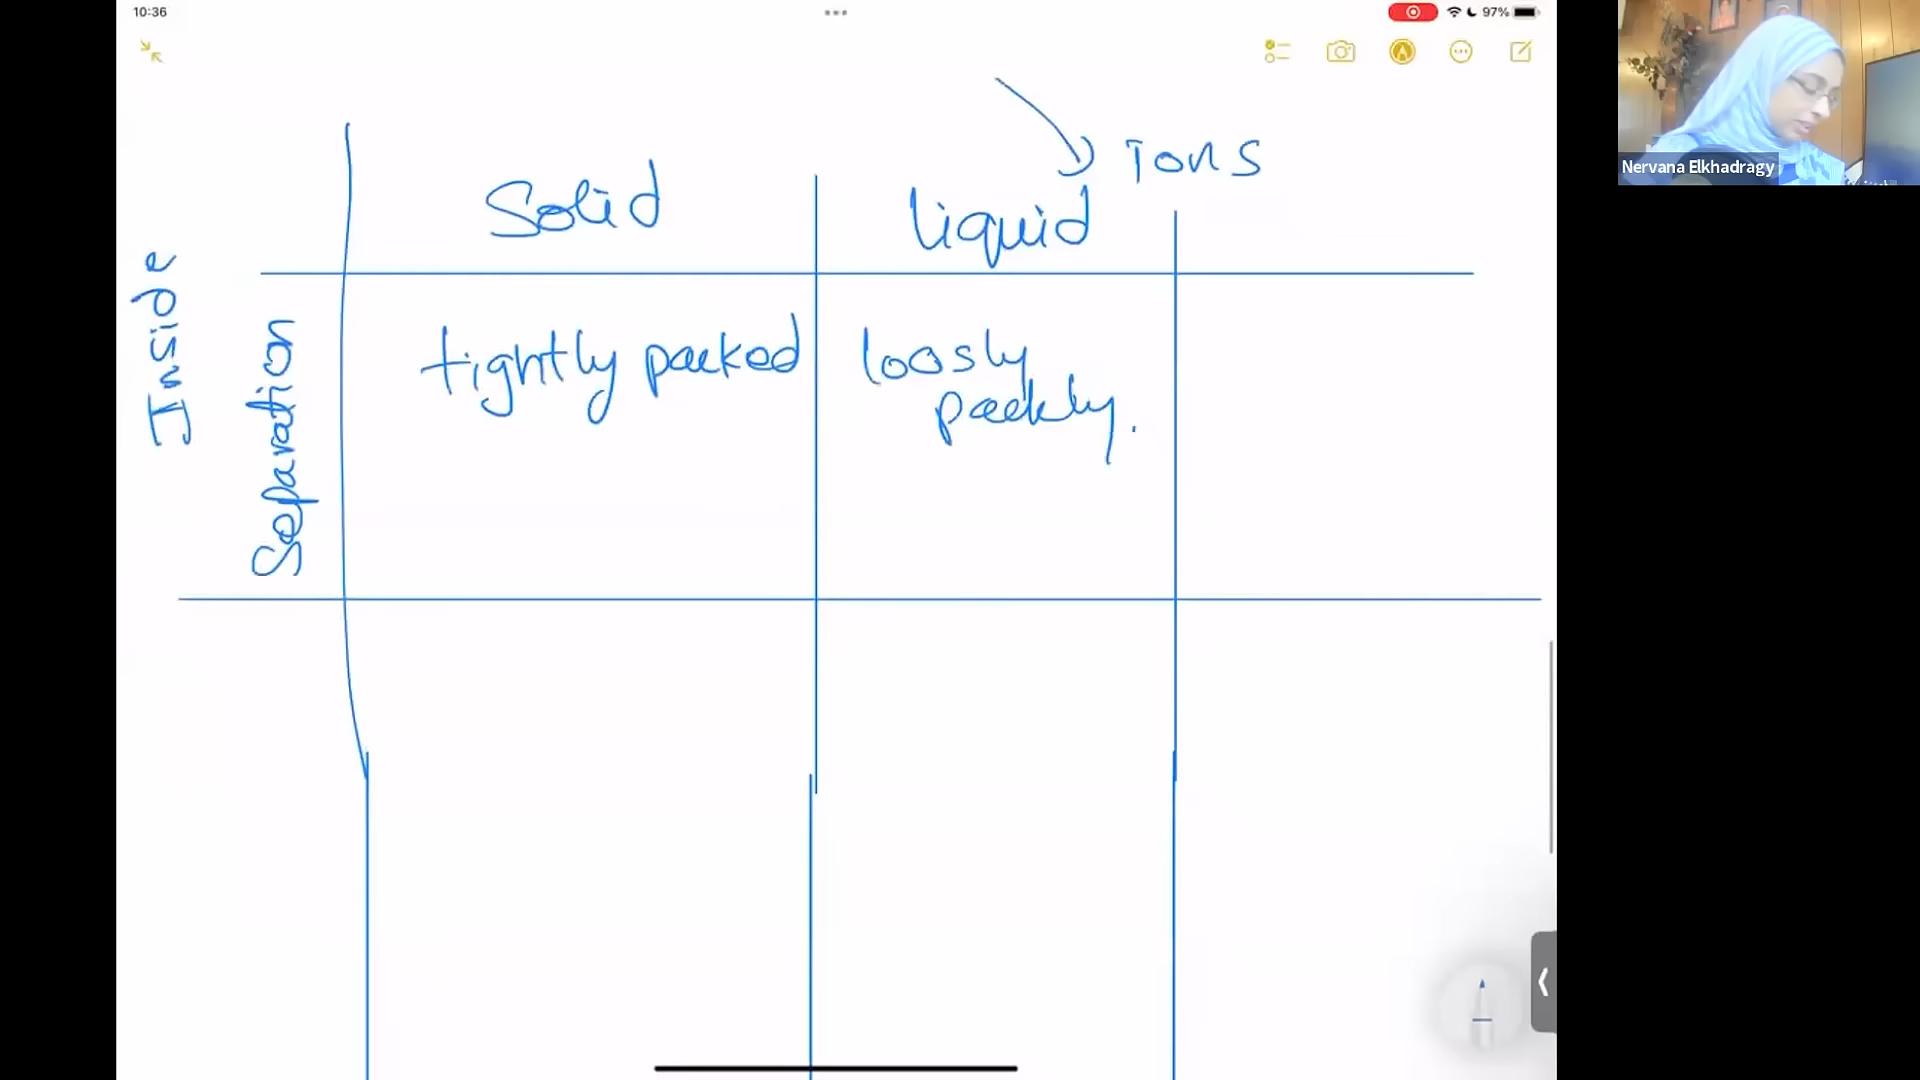 10:36
97%
Nervana Elkhadragy
ions
Solid
liquid
Inside
Separation
tightly packed
loosly
packly.